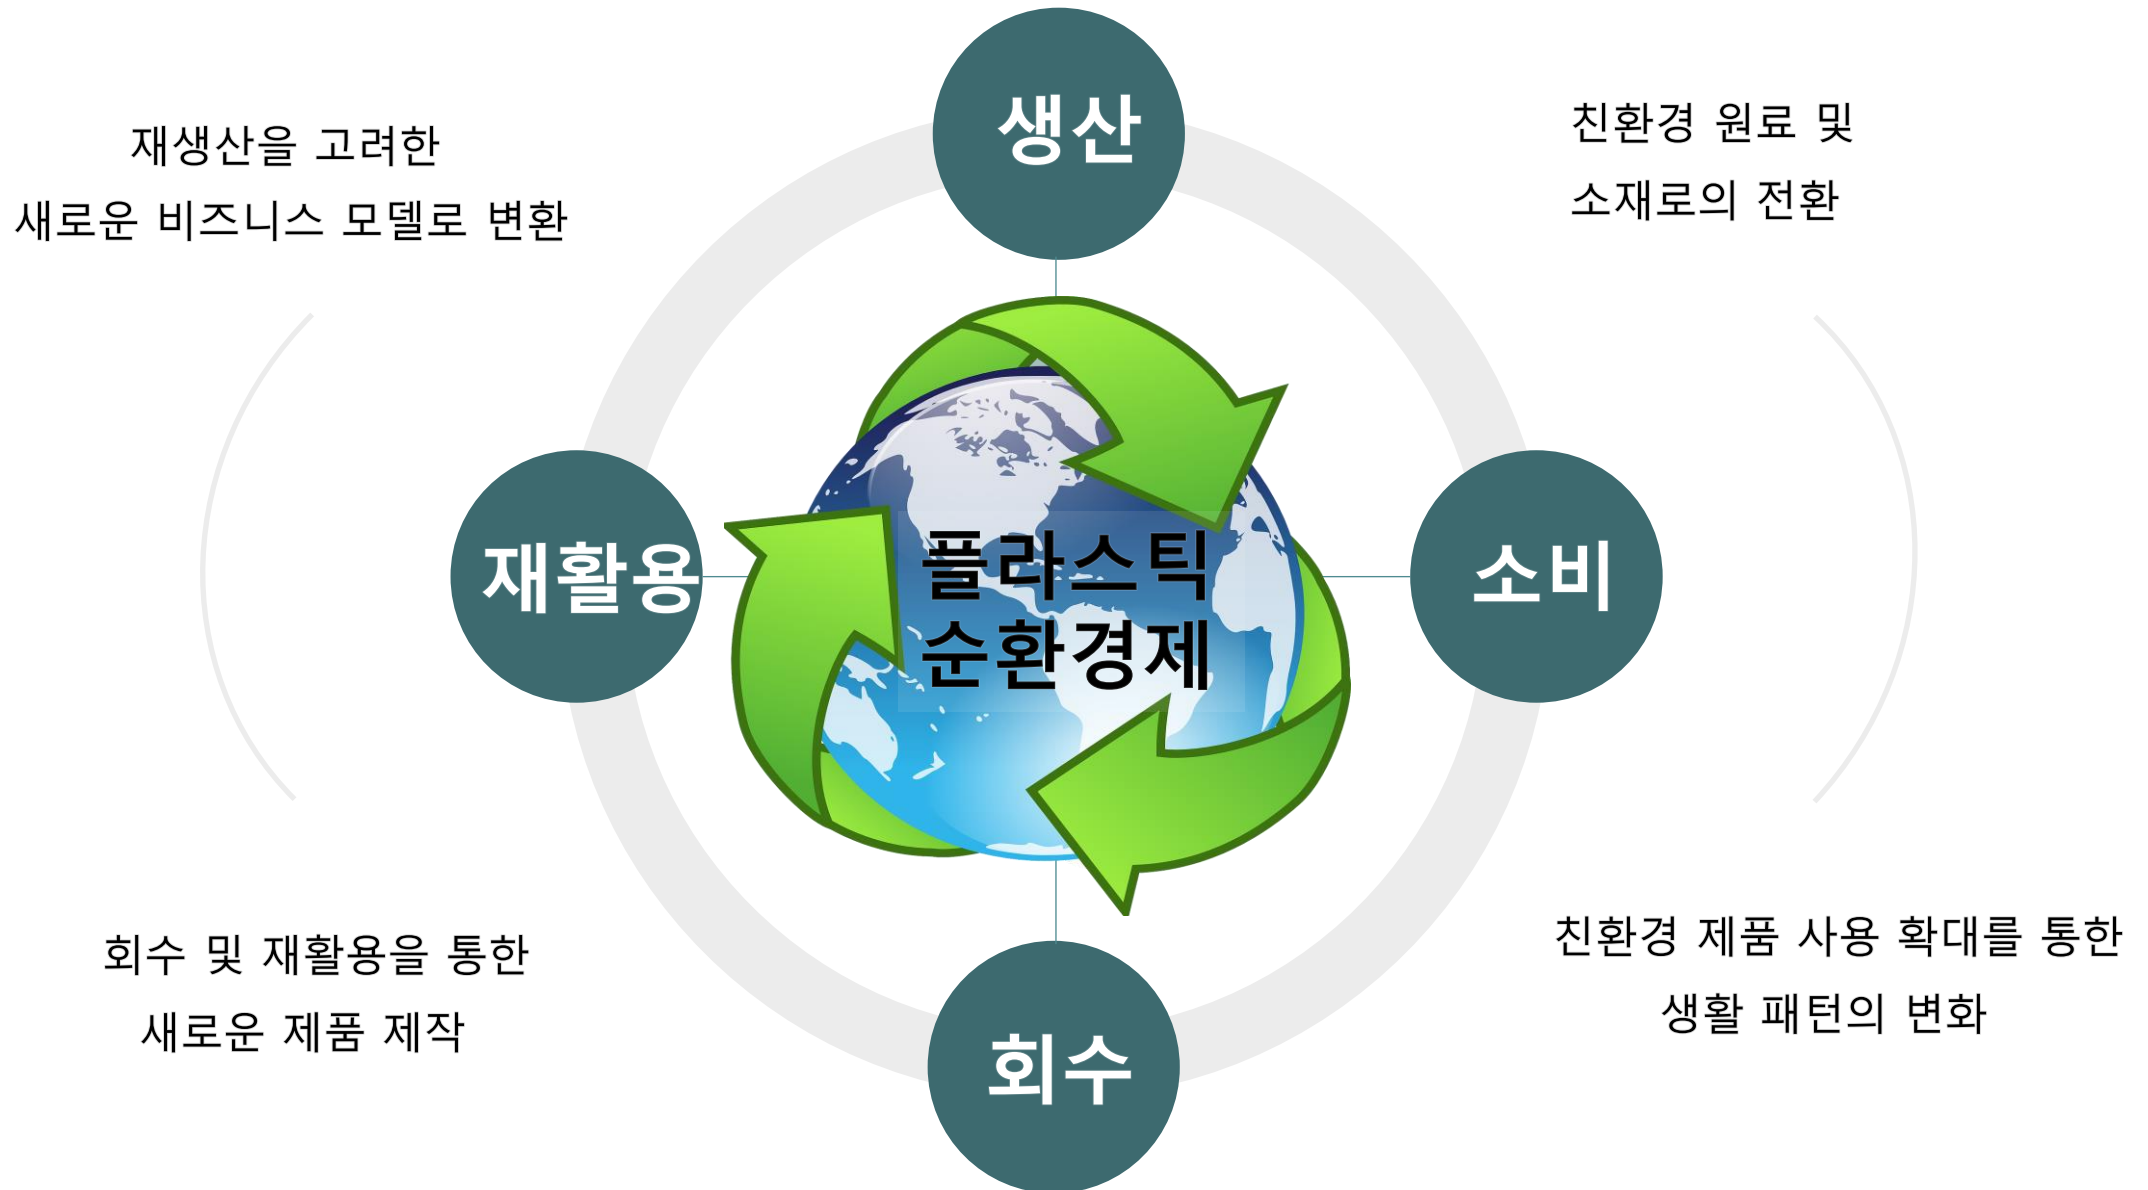 생산
재생산을 고려한
새로운 비즈니스 모델로 변환
친환경 원료 및
소재로의 전환
재활용
플라스틱
순환경제
소비
회수 및 재활용을 통한
새로운 제품 제작
친환경 제품 사용 확대를 통한
생활 패턴의 변화
회수